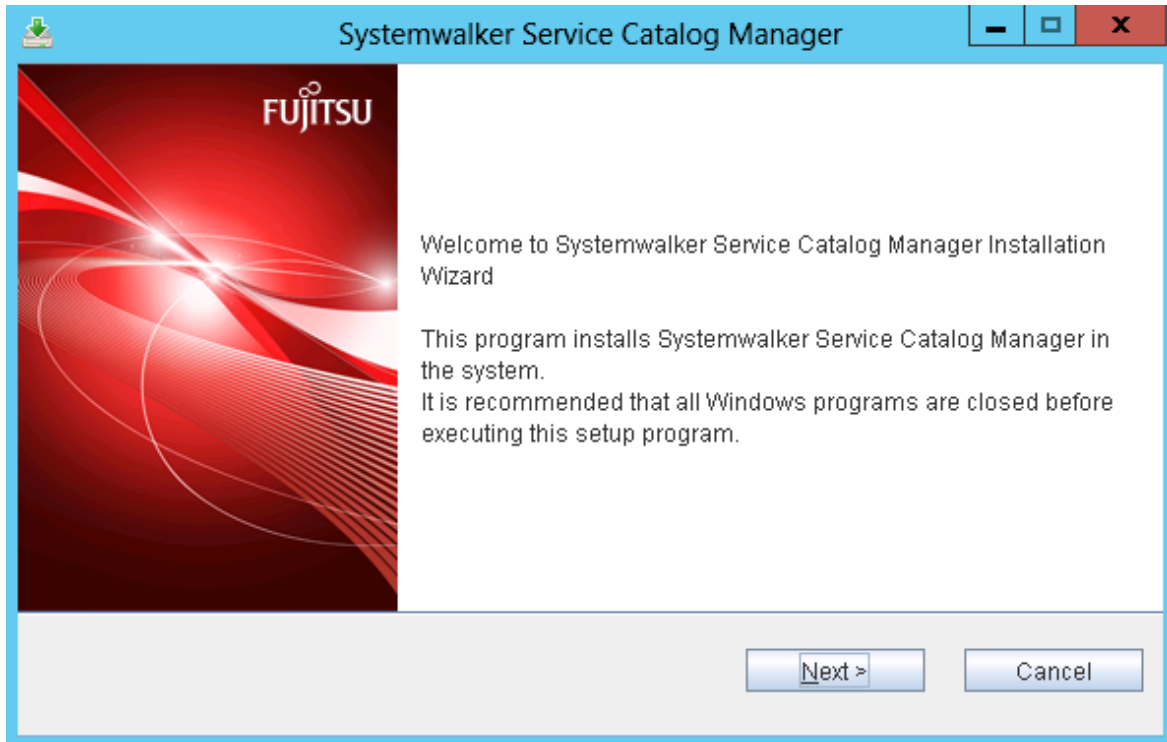 Systemwalker Service Catalog Manager
FUJITSU
Welcome to Systemwalker Service Catalog Manager Installation
Wizard
This program installs Systemwalker Service Catalog Manager in
the system.
It is recommended that all Windows programs are closed before
executing this setup program.
Next >
Cancel